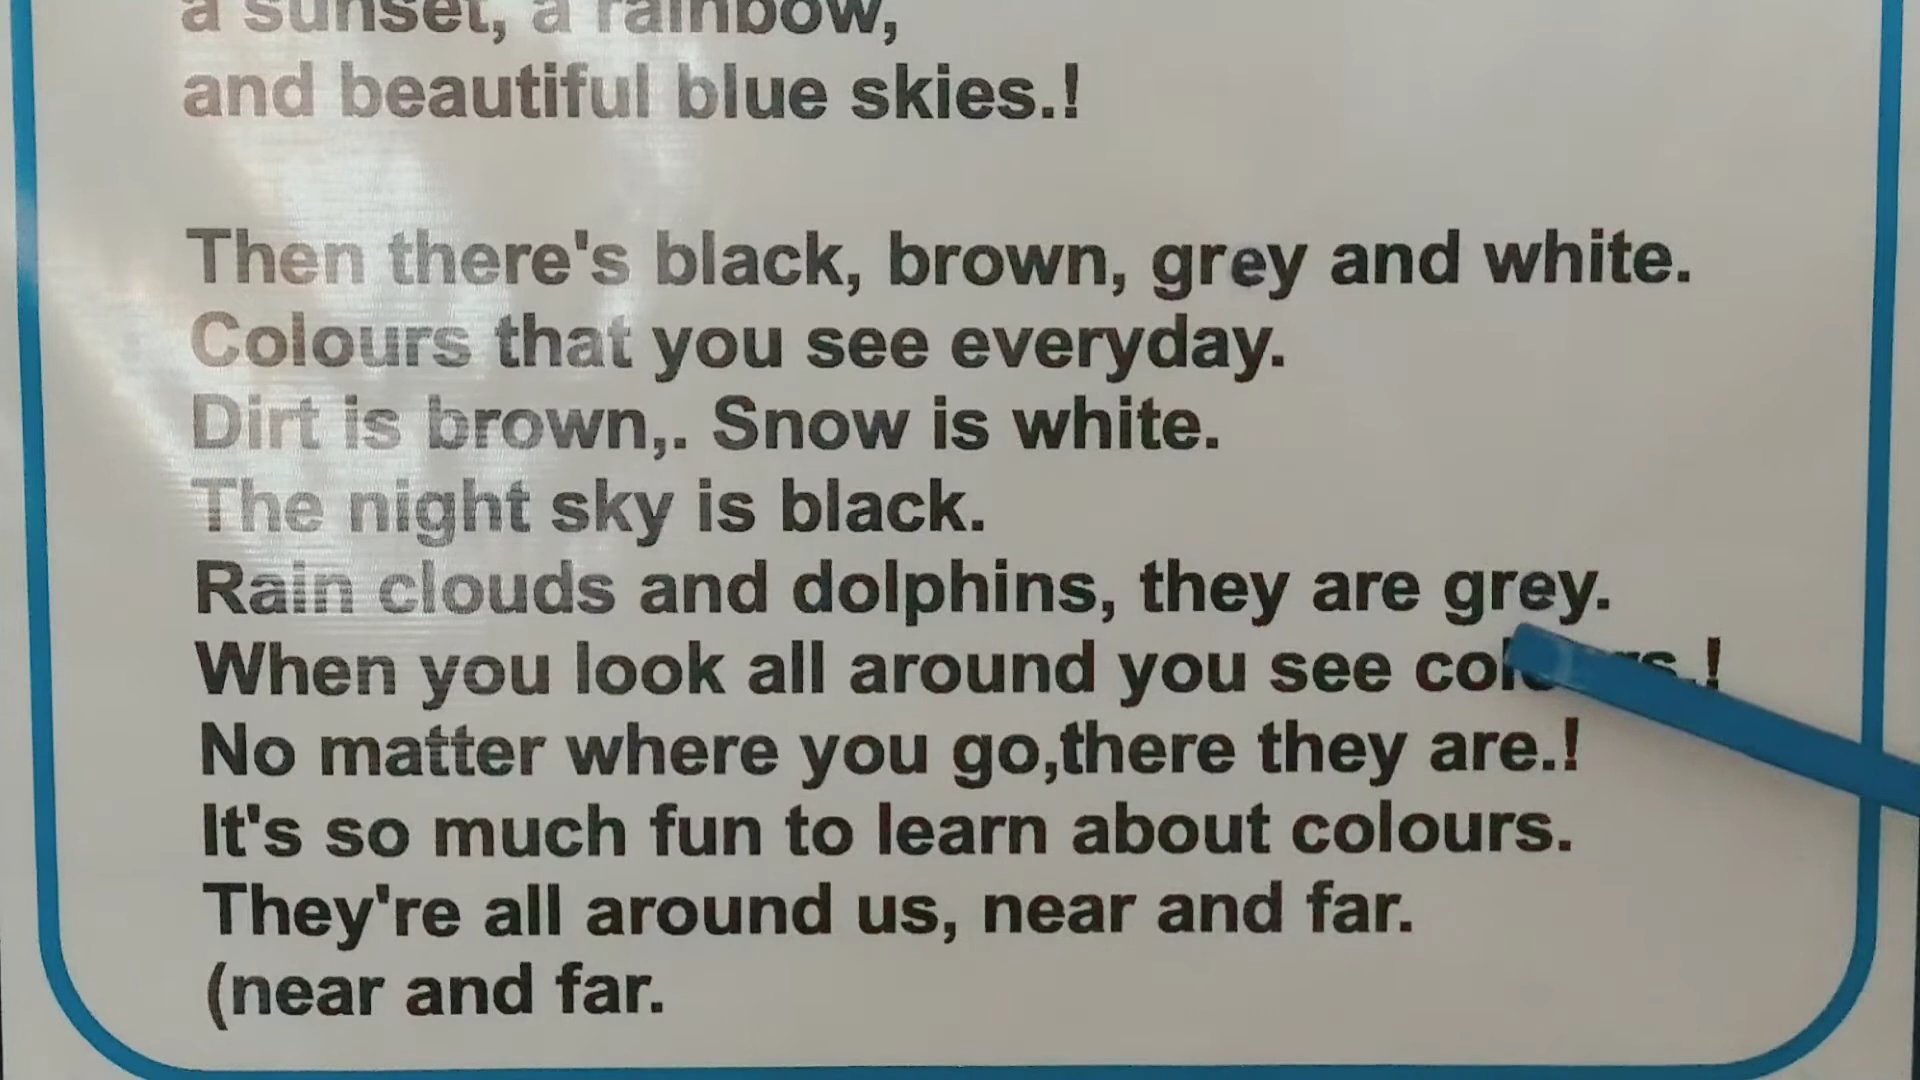 a sunset, a rainbow,
and beautiful blue skies.!
Then there's black, brown, grey and white.
Colours that you see everyday.
Dirt is brown,. Snow is white.
The night sky is black.
Rain clouds and dolphins, they are grey.
When you look all around you see
No matter where you go,there they are.!
It's so much fun to learn about colours.
They're all around us, near and far.
(near and far.